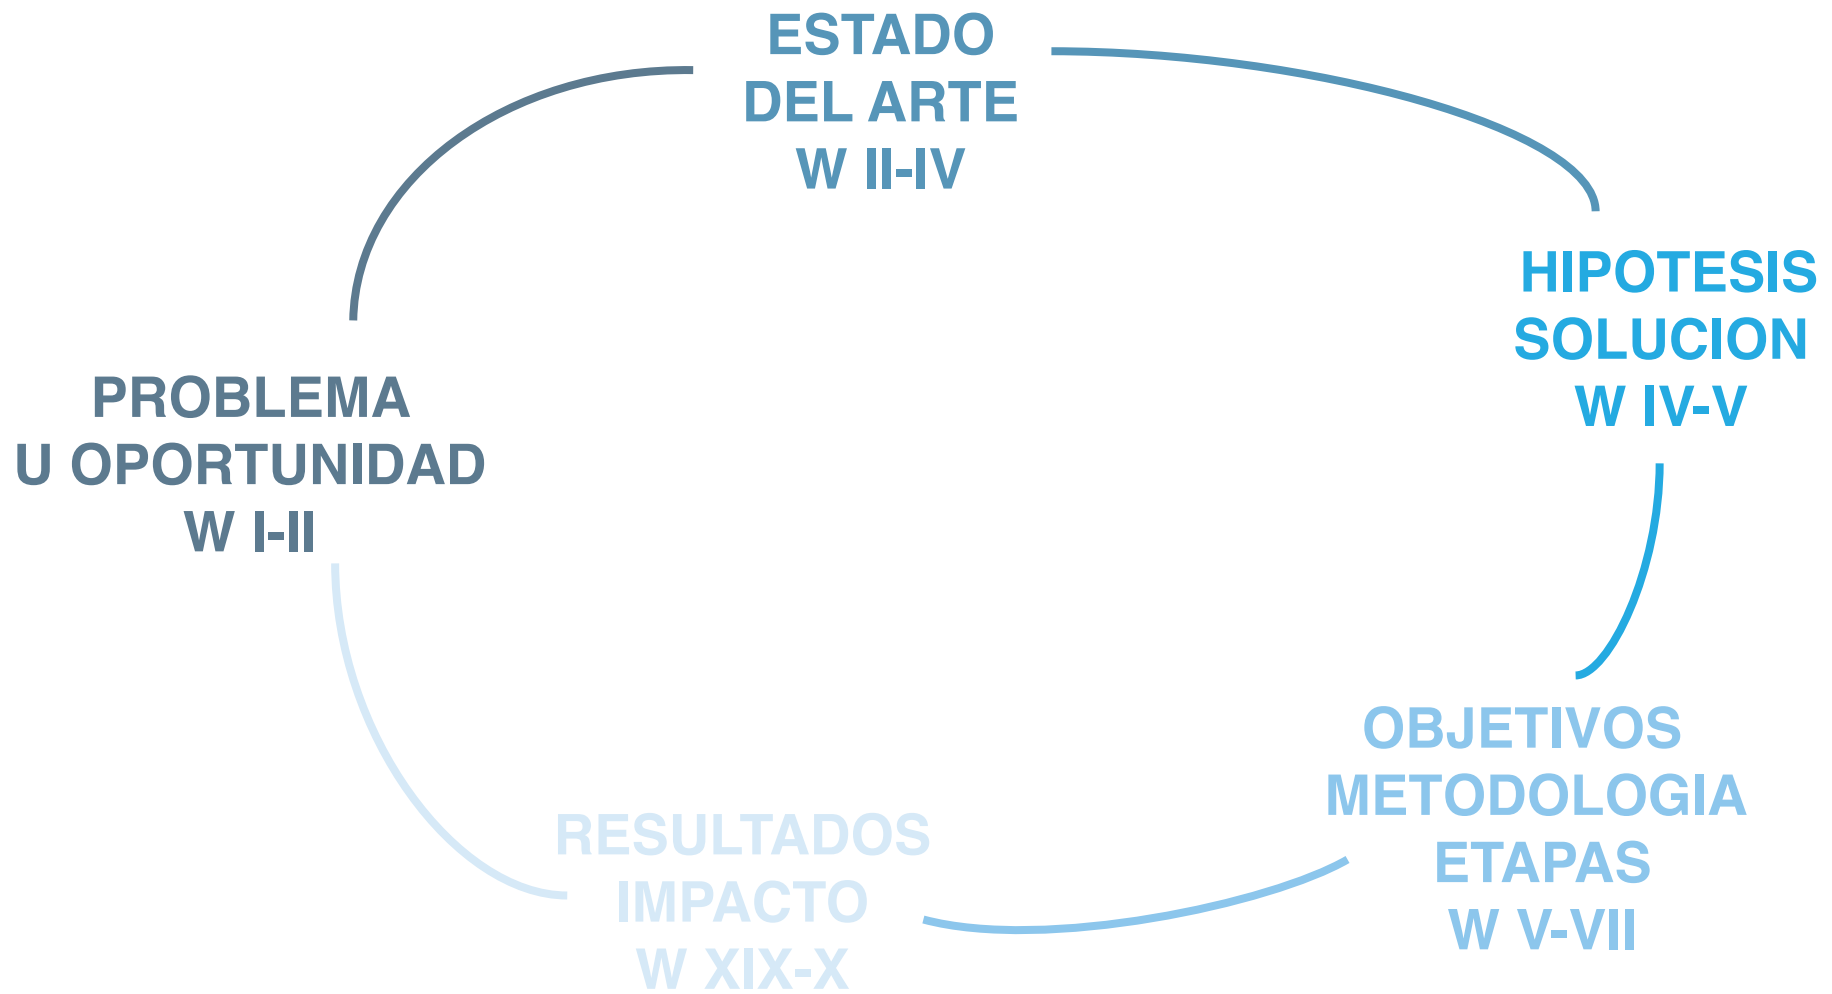 ESTADO
DEL ARTE
W II-IV
HIPOTESIS
SOLUCION
W IV-V
PROBLEMA
U OPORTUNIDAD
W I-II
OBJETIVOS
METODOLOGIA
ETAPAS
W V-VII
RESULTADOS
IMPACTO
W XIX-X